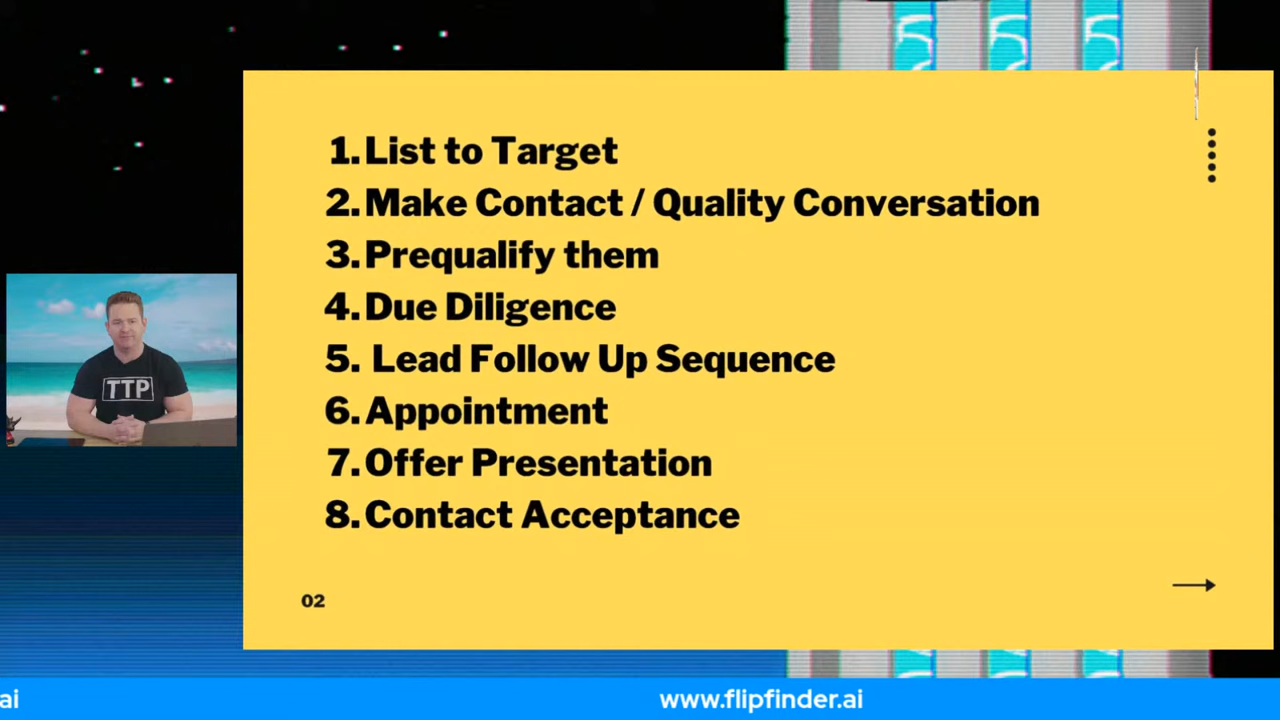 1. List to Target
2. Make Contact / Quality Conversation
3. Prequalify them
4. Due Diligence
5. Lead Follow Up Sequence
6. Appointment
7. Offer Presentation
8. Contact Acceptance
02
TTP
ai
www.flipfinder.ai